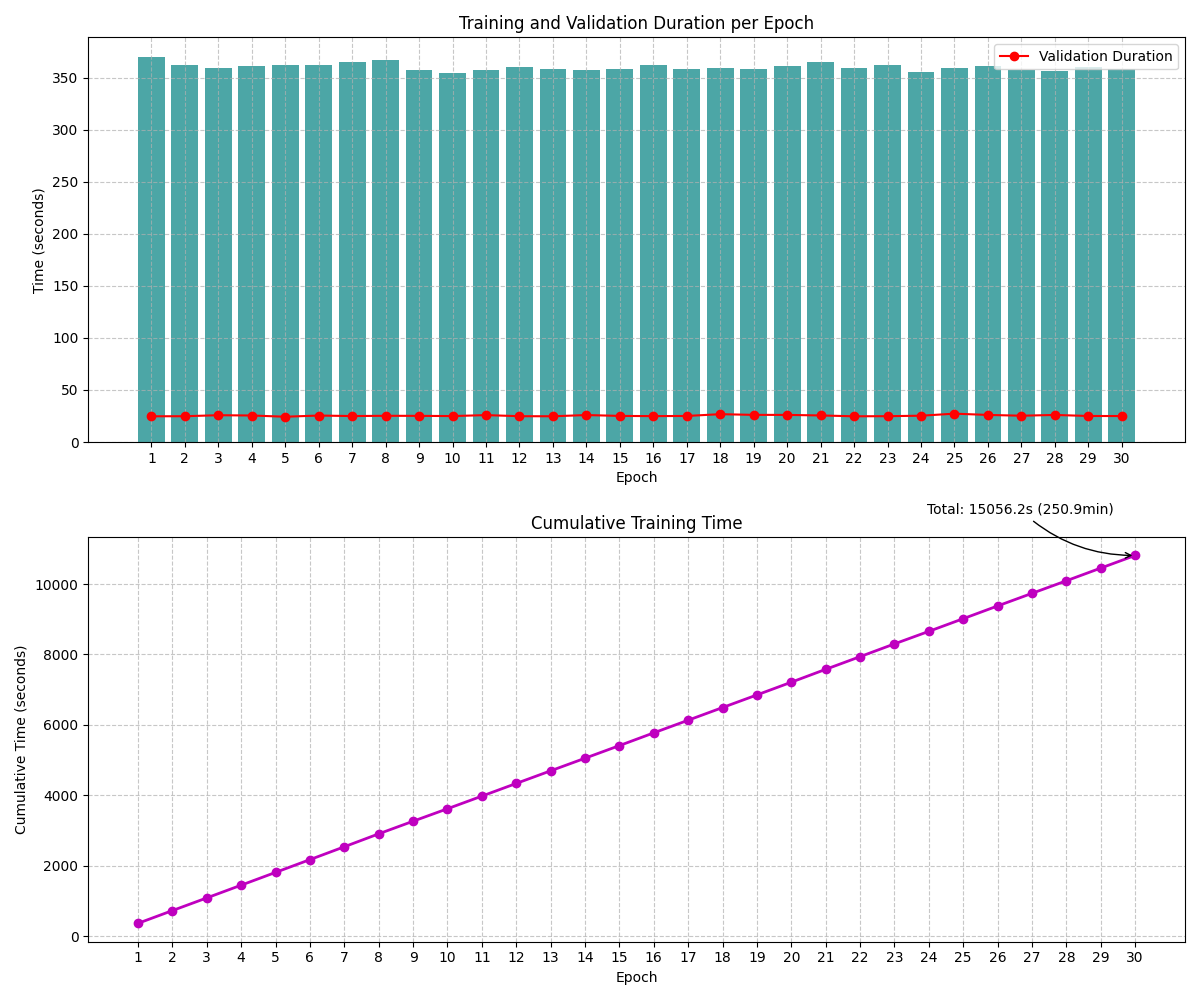 Training and Validation Duration per Epoch
Validation Duration
350
300
250
200
150
100
50
0
Time (seconds)
1 2 3 4 5 6 7 8 9 10 11 12 13 14 15 16 17 18 19 20 21 22 23 24 25 26 27 28 29 30
Epoch
Total: 15056.2s (250.9min)
Cumulative Training Time
10000
8000
6000
4000
2000
0
Cumulative Time (seconds)
1 2 3 4 5 6 7 8 9 10 11 12 13 14 15 16 17 18 19 20 21 22 23 24 25 26 27 28 29 30
Epoch